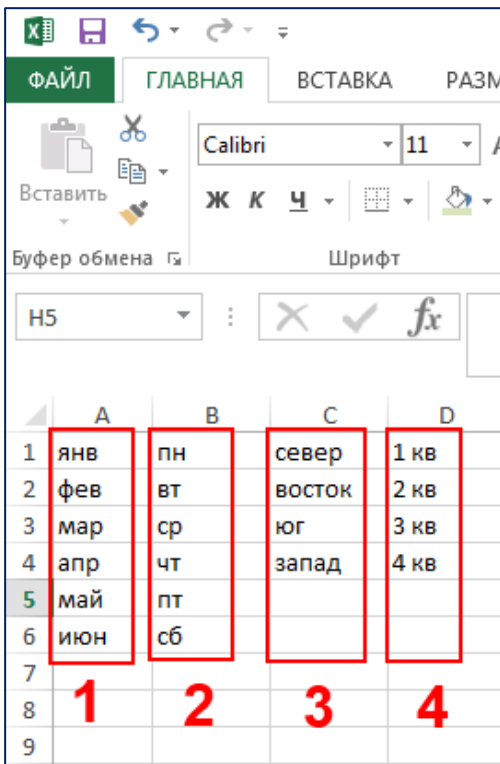 ФАЙЛ ГЛАВНАЯ ВСТАВКА РАЗМ
Calibri 11
Вставить
Ж К Ч
Буфер обмена Шрифт
H5 fx
A B C D
1 янв пн север 1 кв
2 фев вт восток 2 кв
3 мар ср юг 3 кв
4 апр чт запад 4 кв
5 май пт
6 июн сб
7
8
9
1 2 3 4